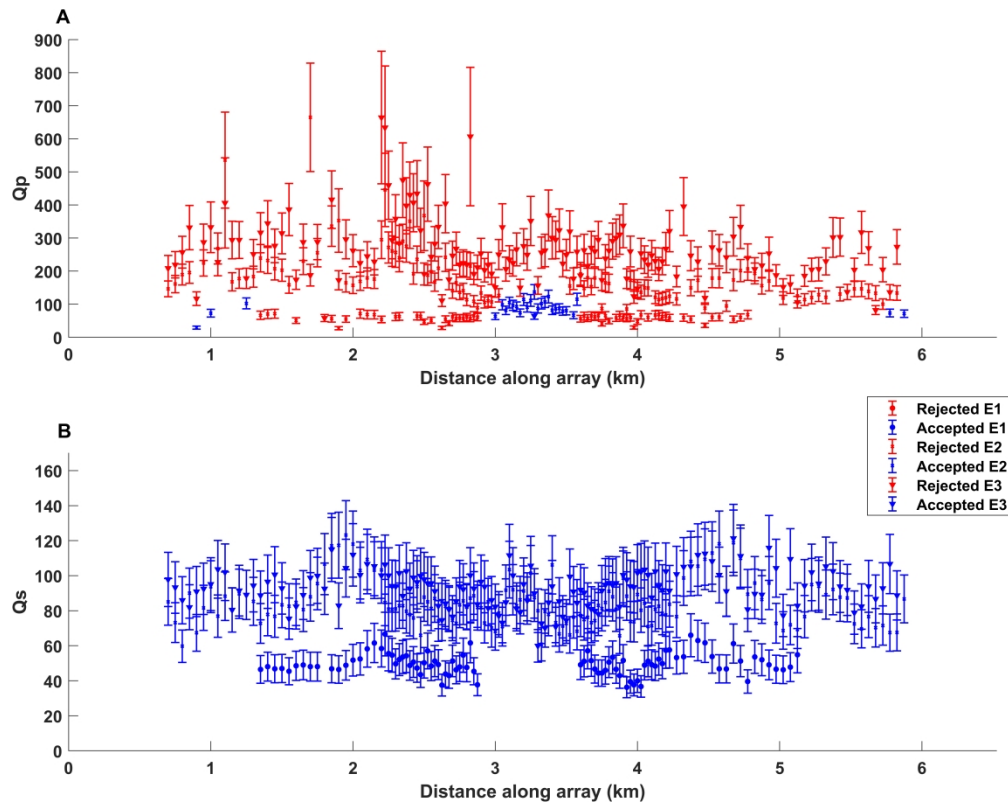 A
900
800
700
600
500
400
300
200
100
0
Qp
0 1 2 3 4 5 6
Distance along array (km)
Rejected E1
Accepted E1
Rejected E2
Accepted E2
Rejected E3
Accepted E3
B
160
140
120
100
80
60
40
20
0
Qs
0 1 2 3 4 5 6
Distance along array (km)